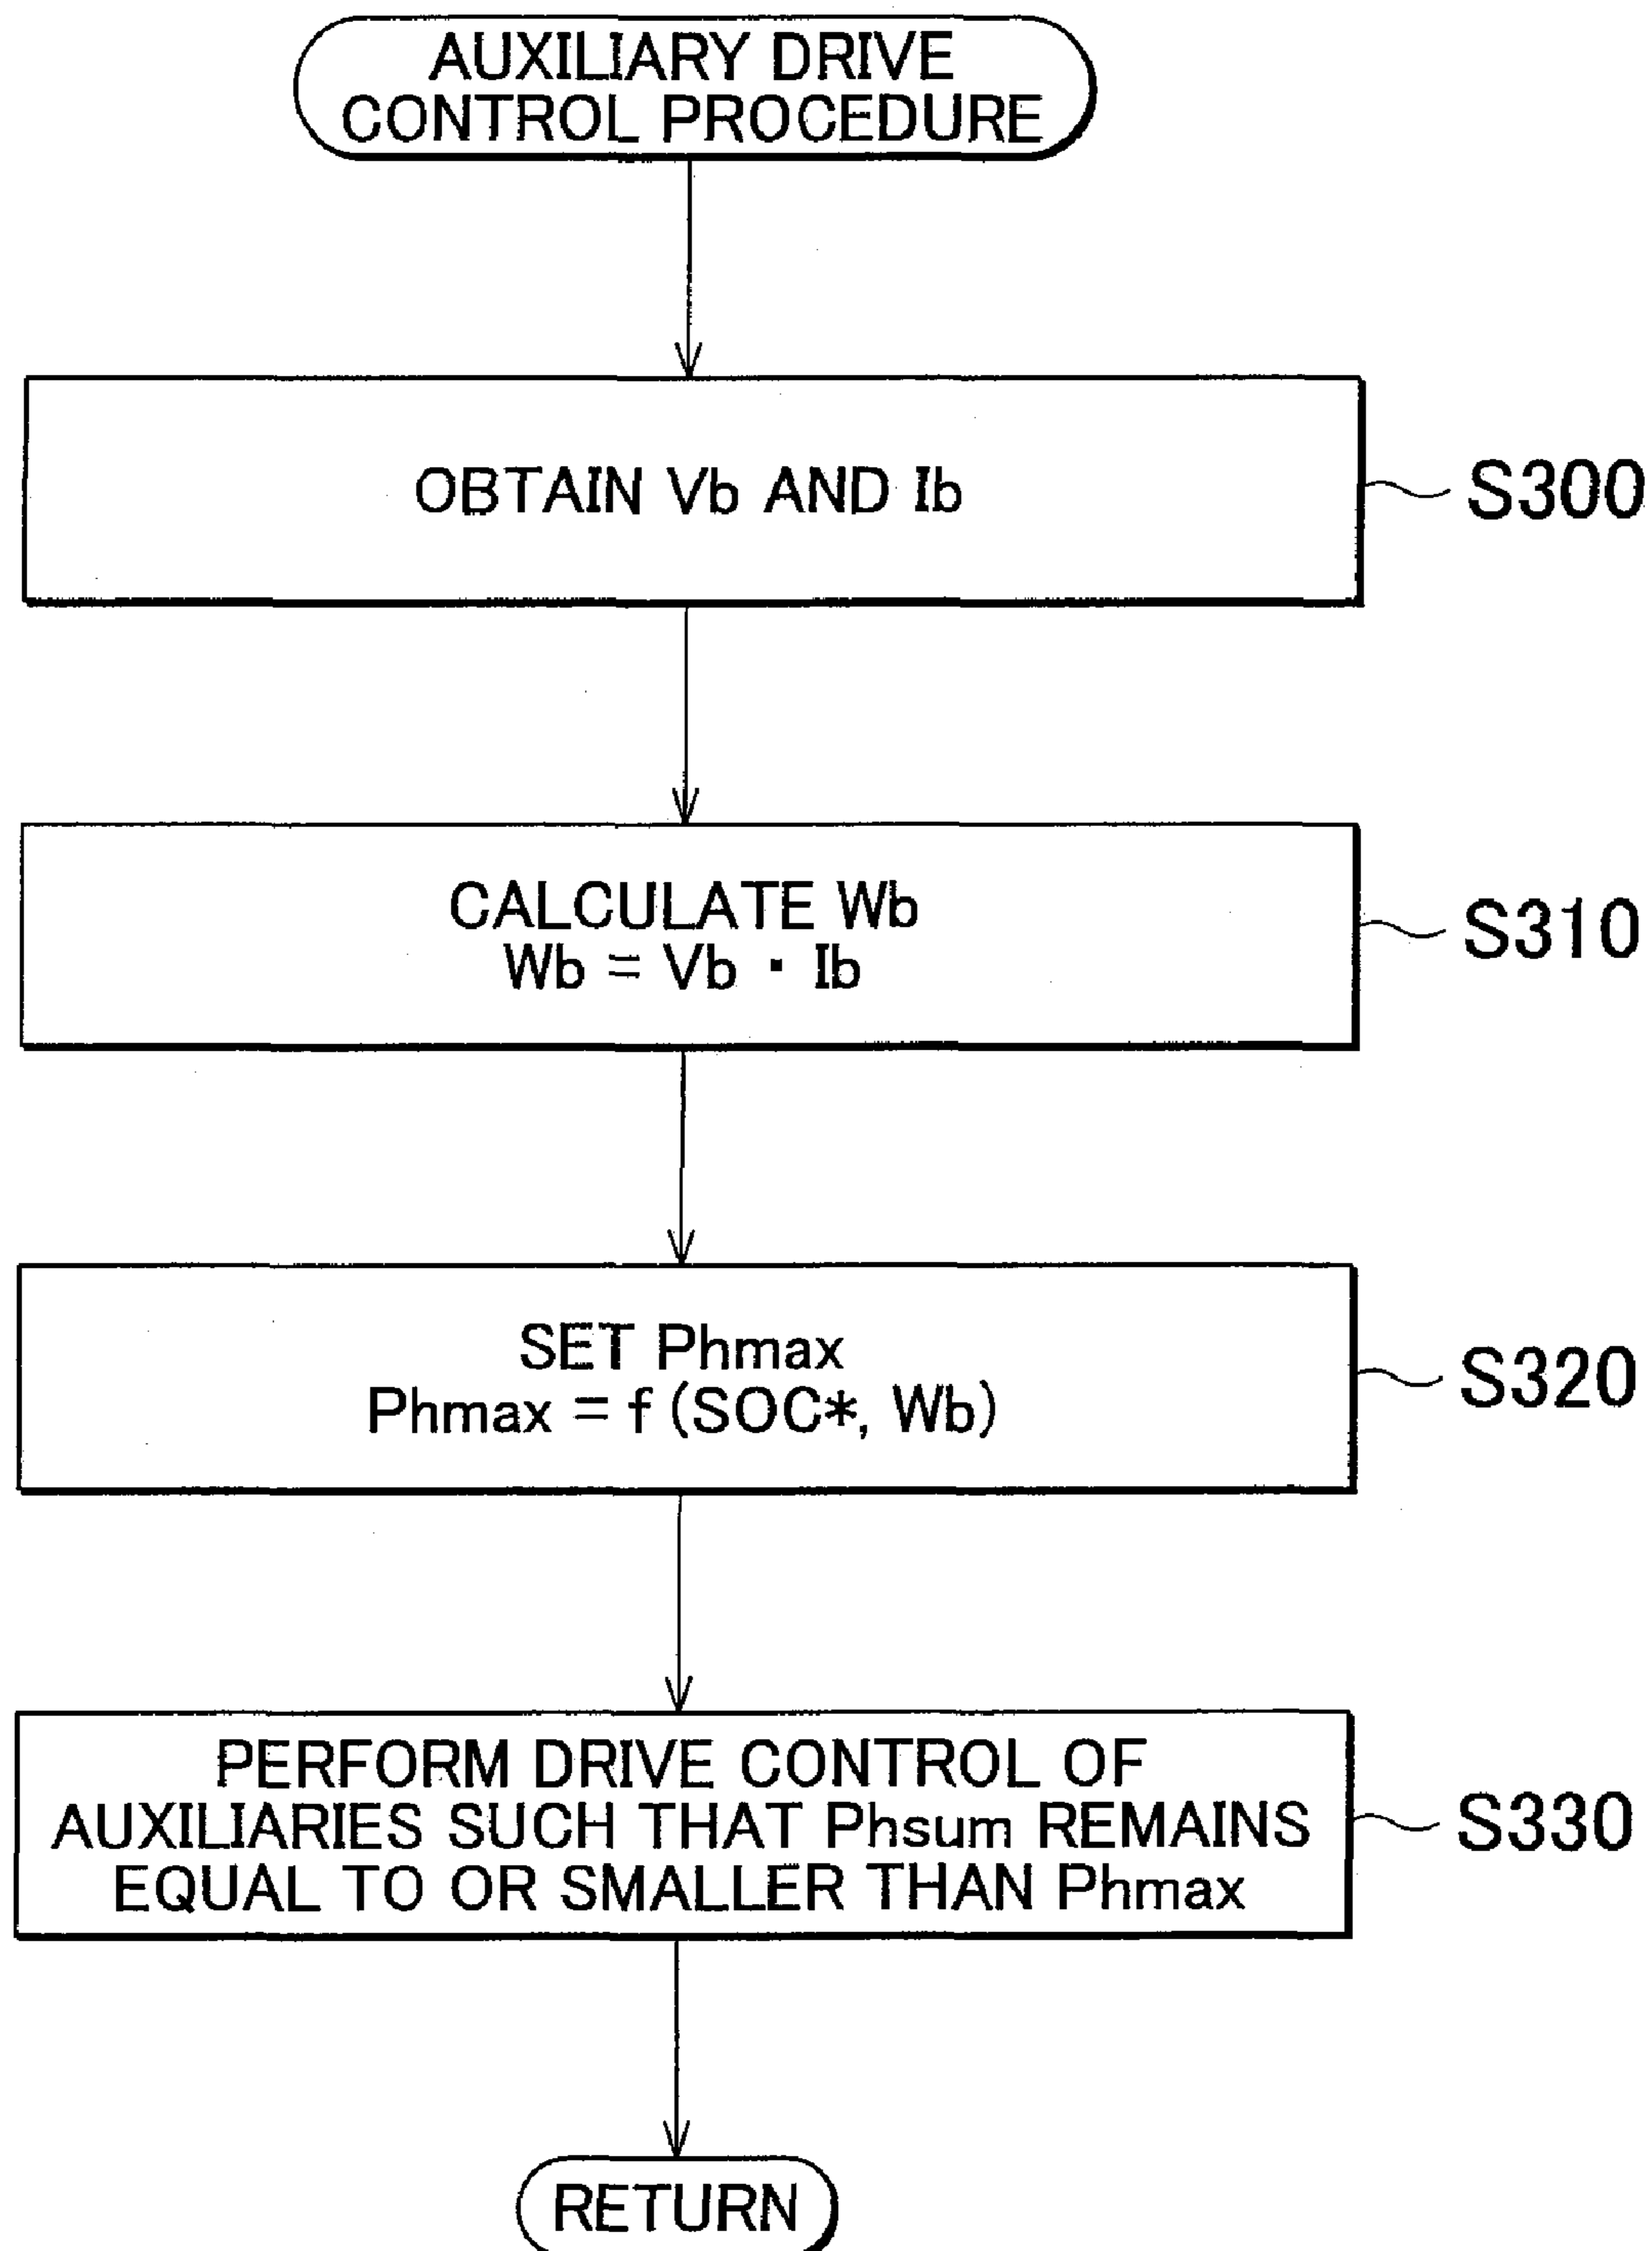 AUXILIARY DRIVE
CONTROL PROCEDURE
OBTAIN Vb AND Ib
S300
CALCULATE Wb
Wb = Vb · Ib
S310
SET Phmax
Phmax = f (SOC*, Wb)
S320
PERFORM DRIVE CONTROL OF
AUXILIARIES SUCH THAT Phsum REMAINS
EQUAL TO OR SMALLER THAN Phmax
S330
RETURN